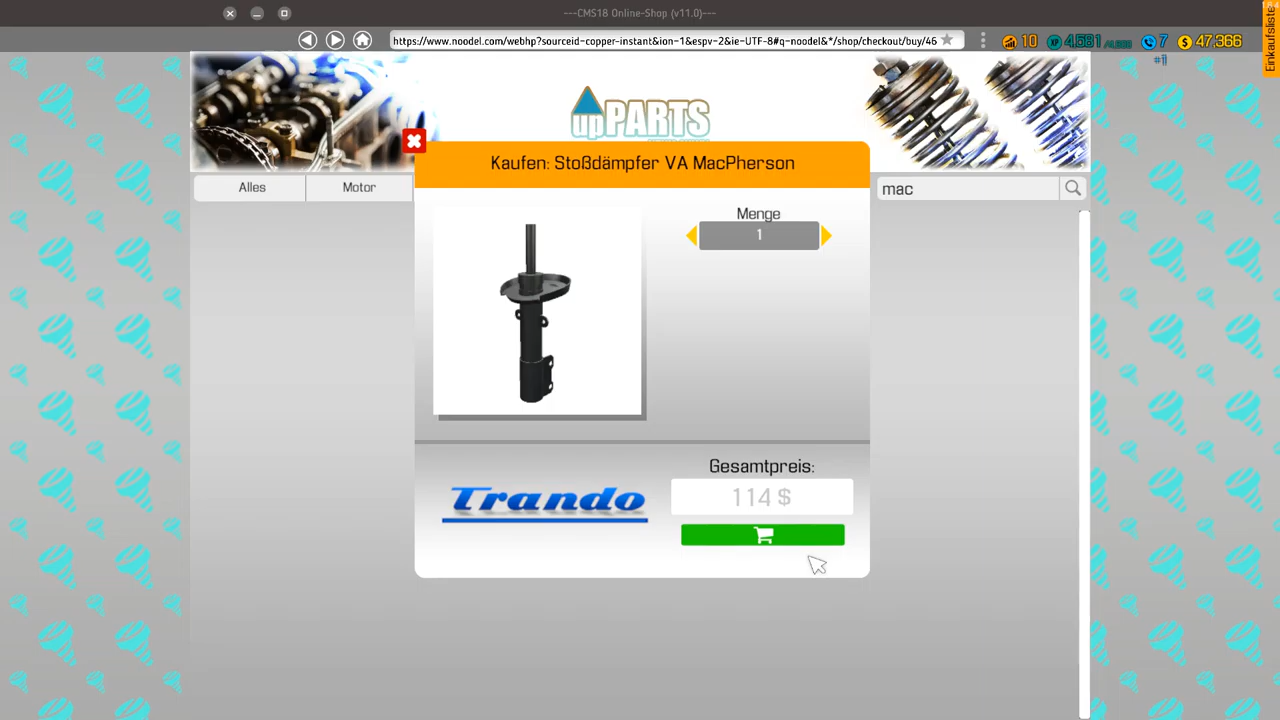 ---CMS18 Online-Shop (v11.0)---
https://www.noodel.com/webhp?sourceid-copper-instant&ion-1&espv-2&ie-UTF-8#q-noodel&*/shop/checkout/buy/46
10
7
+1
47,366
Einkaufsliste
upPARTS
Kaufen: Stoßdämpfer VA MacPherson
Alles
Motor
mac
Menge
1
Gesamtpreis:
Trando
114 $